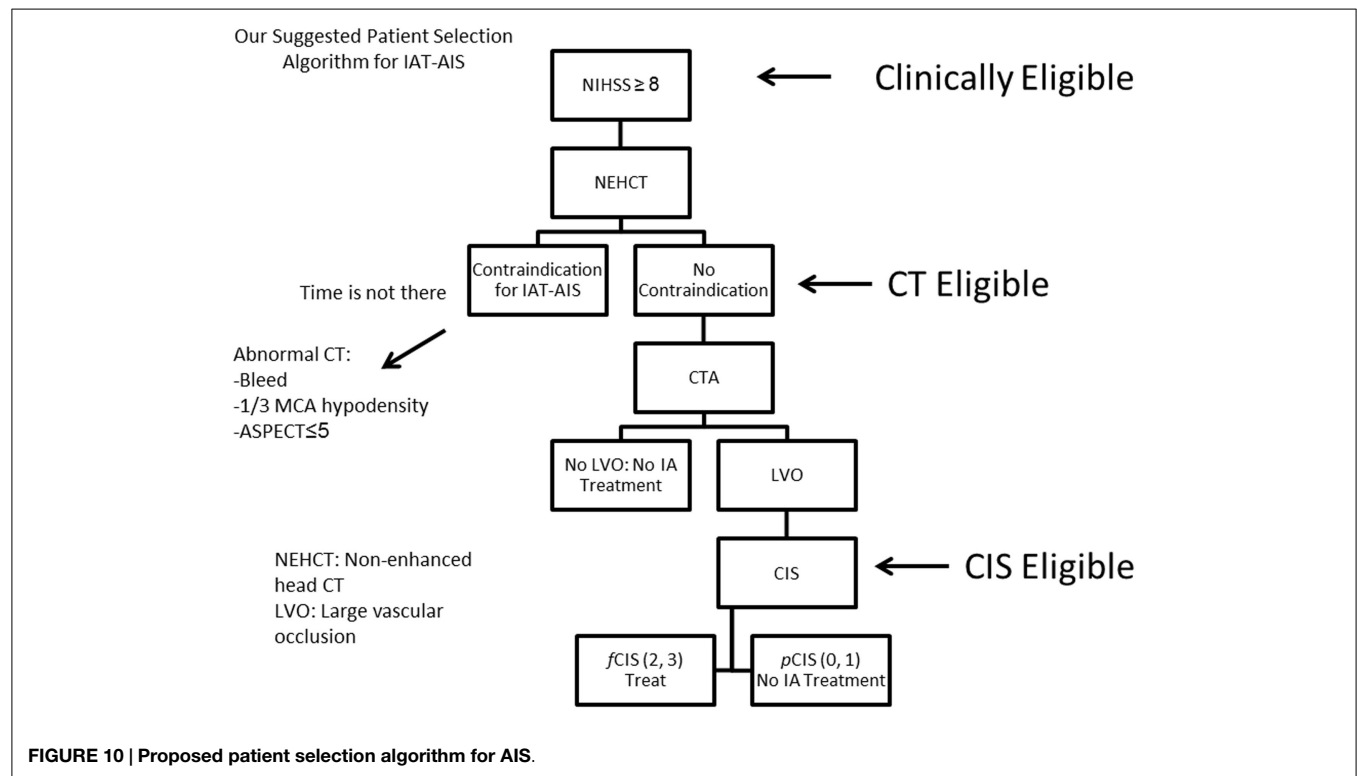 Our Suggested Patient Selection
Algorithm for IAT-AIS
NIHSS ≥ 8
Clinically Eligible
NEHCT
Contraindication
for IAT-AIS
No
Contraindication
CT Eligible
Time is not there
Abnormal CT:
-Bleed
-1/3 MCA hypodensity
-ASPECT≤5
CTA
No LVO: No IA
Treatment
LVO
NEHCT: Non-enhanced
head CT
LVO: Large vascular
occlusion
CIS
CIS Eligible
fCIS (2, 3)
Treat
pCIS (0, 1)
No IA Treatment
FIGURE 10 | Proposed patient selection algorithm for AIS.